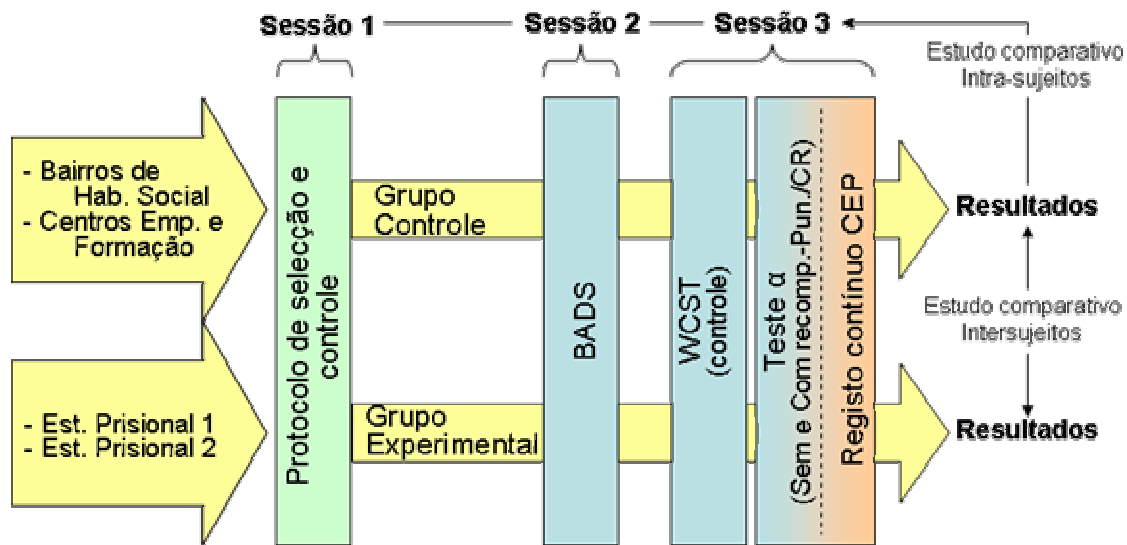 Sessão 1
Sessão 2
Sessão 3
Estudo comparativo
Intra-sujeitos
- Bairros de
Hab. Social
- Centros Emp. e
Formação
- Est. Prisional 1
- Est. Prisional 2
Protocolo de selecção e
controle
Grupo
Controle
Grupo
Experimental
BADS
WCST
(controle)
Teste α
(Sem e Com recomp.-Pun./CR)
Registo contínuo CEP
Resultados
Estudo comparativo
Intersujeitos
Resultados